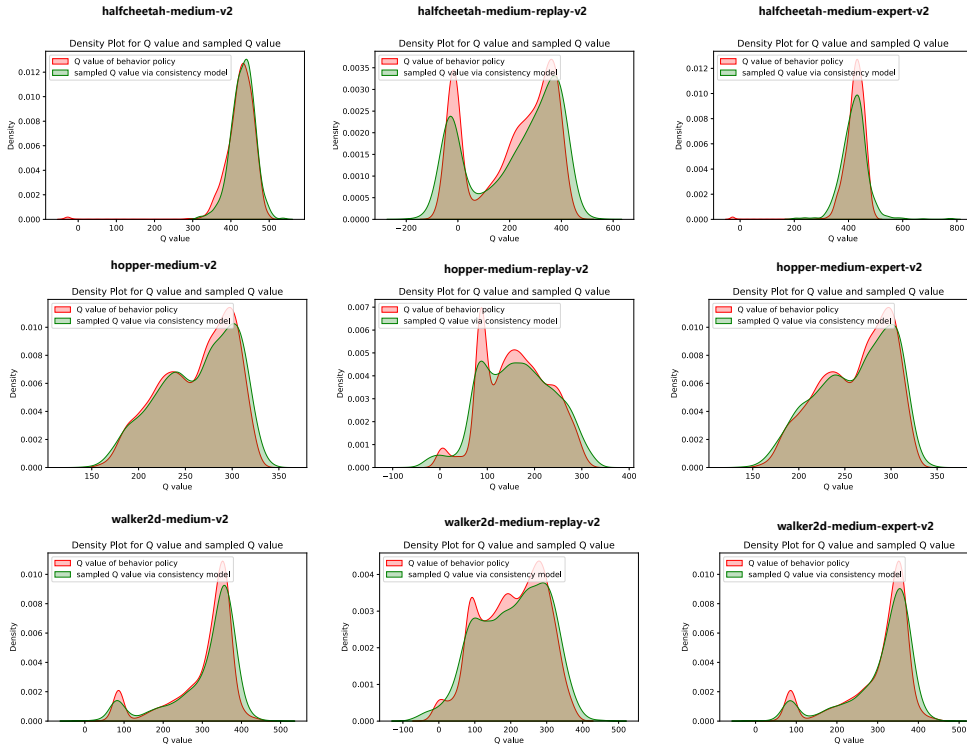 halfcheetah-medium-v2
Density Plot for Q value and sampled Q value
Q value of behavior policy
sampled Q value via consistency model
Density
0.012
0.010
0.008
0.006
0.004
0.002
0.000
0 100 200 300 400 500
Q value
halfcheetah-medium-replay-v2
Density Plot for Q value and sampled Q value
Q value of behavior policy
sampled Q value via consistency model
Density
0.0035
0.0030
0.0025
0.0020
0.0015
0.0010
0.0005
0.0000
−200 0 200 400 600
Q value
halfcheetah-medium-expert-v2
Density Plot for Q value and sampled Q value
Q value of behavior policy
sampled Q value via consistency model
Density
0.012
0.010
0.008
0.006
0.004
0.002
0.000
0 200 400 600 800
Q value
hopper-medium-v2
Density Plot for Q value and sampled Q value
Q value of behavior policy
sampled Q value via consistency model
Density
0.010
0.008
0.006
0.004
0.002
0.000
150 200 250 300 350
Q value
hopper-medium-replay-v2
Density Plot for Q value and sampled Q value
Q value of behavior policy
sampled Q value via consistency model
Density
0.007
0.006
0.005
0.004
0.003
0.002
0.001
0.000
−100 0 100 200 300 400
Q value
hopper-medium-expert-v2
Density Plot for Q value and sampled Q value
Q value of behavior policy
sampled Q value via consistency model
Density
0.010
0.008
0.006
0.004
0.002
0.000
150 200 250 300 350
Q value
walker2d-medium-v2
Density Plot for Q value and sampled Q value
Q value of behavior policy
sampled Q value via consistency model
Density
0.010
0.008
0.006
0.004
0.002
0.000
0 100 200 300 400 500
Q value
walker2d-medium-replay-v2
Density Plot for Q value and sampled Q value
Q value of behavior policy
sampled Q value via consistency model
Density
0.004
0.003
0.002
0.001
0.000
−100 0 100 200 300 400 500
Q value
walker2d-medium-expert-v2
Density Plot for Q value and sampled Q value
Q value of behavior policy
sampled Q value via consistency model
Density
0.010
0.008
0.006
0.004
0.002
0.000
0 100 200 300 400 500
Q value